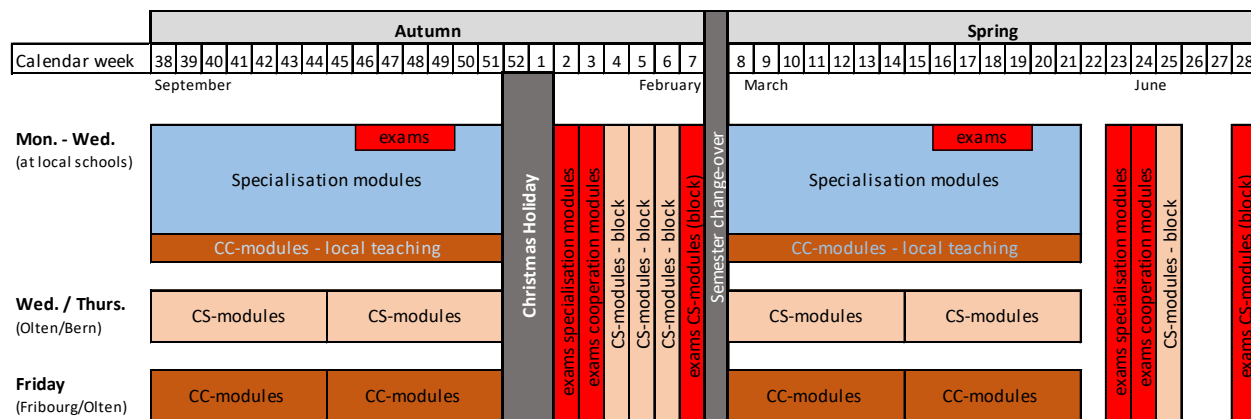 Autumn Spring
Calendar week 38 39 40 41 42 43 44 45 46 47 48 49 50 51 52 1 2 3 4 5 6 7 8 9 10 11 12 13 14 15 16 17 18 19 20 21 22 23 24 25 26 27 28
September February March June
Mon. - Wed.
(at local schools)
exams
Specialisation modules
CC-modules - local teaching
Christmas Holiday
exams specialisation modules
exams cooperation modules
CS-modules - block
CS-modules - block
CS-modules - block
exams CS-modules (block)
Semester change-over
exams
Specialisation modules
CC-modules - local teaching
exams specialisation modules
exams cooperation modules
CS-modules - block
exams CS-modules (block)
Wed. / Thurs.
(Olten/Bern)
CS-modules CS-modules CS-modules CS-modules
Friday
(Fribourg/Olten)
CC-modules CC-modules CC-modules CC-modules